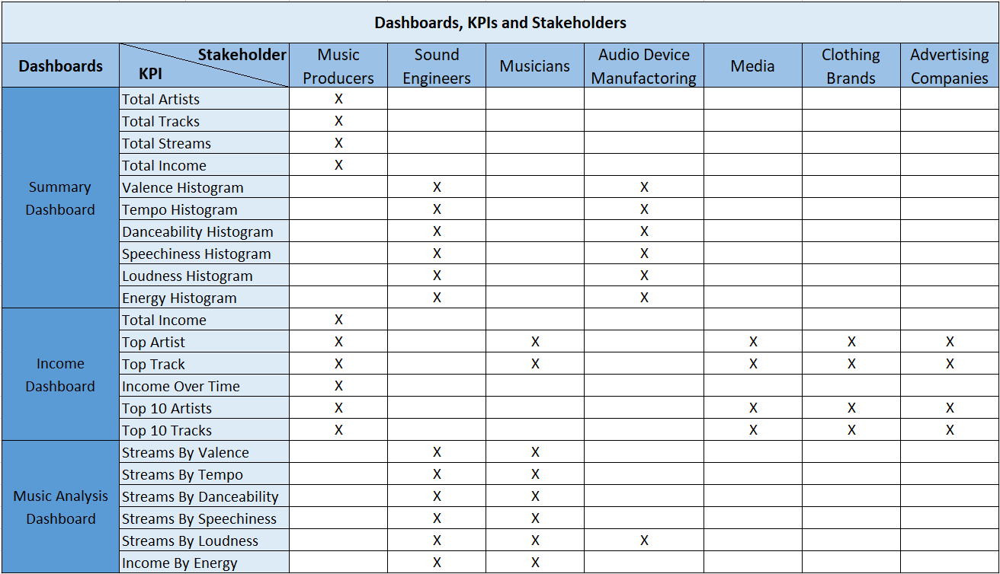 Dashboards, KPIs and Stakeholders
Dashboards
Stakeholder
KPI
Music
Producers
Sound
Engineers
Musicians
Audio Device
Manufactoring
Media
Clothing
Brands
Advertising
Companies
Summary
Dashboard
Total Artists X
Total Tracks X
Total Streams X
Total Income X
Valence Histogram X X
Tempo Histogram X X
Danceability Histogram X X
Speechiness Histogram X X
Loudness Histogram X X
Energy Histogram X X
Income
Dashboard
Total Income X
Top Artist X X X X X
Top Track X X X X X
Income Over Time X
Top 10 Artists X X X X
Top 10 Tracks X X X X
Music Analysis
Dashboard
Streams By Valence X X
Streams By Tempo X X
Streams By Danceability X X
Streams By Speechiness X X
Streams By Loudness X X X
Income By Energy X X